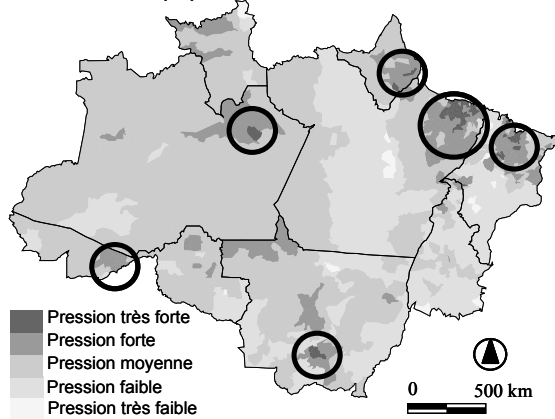 Pression très forte
Pression forte
Pression moyenne
Pression faible
Pression très faible
0 500 km